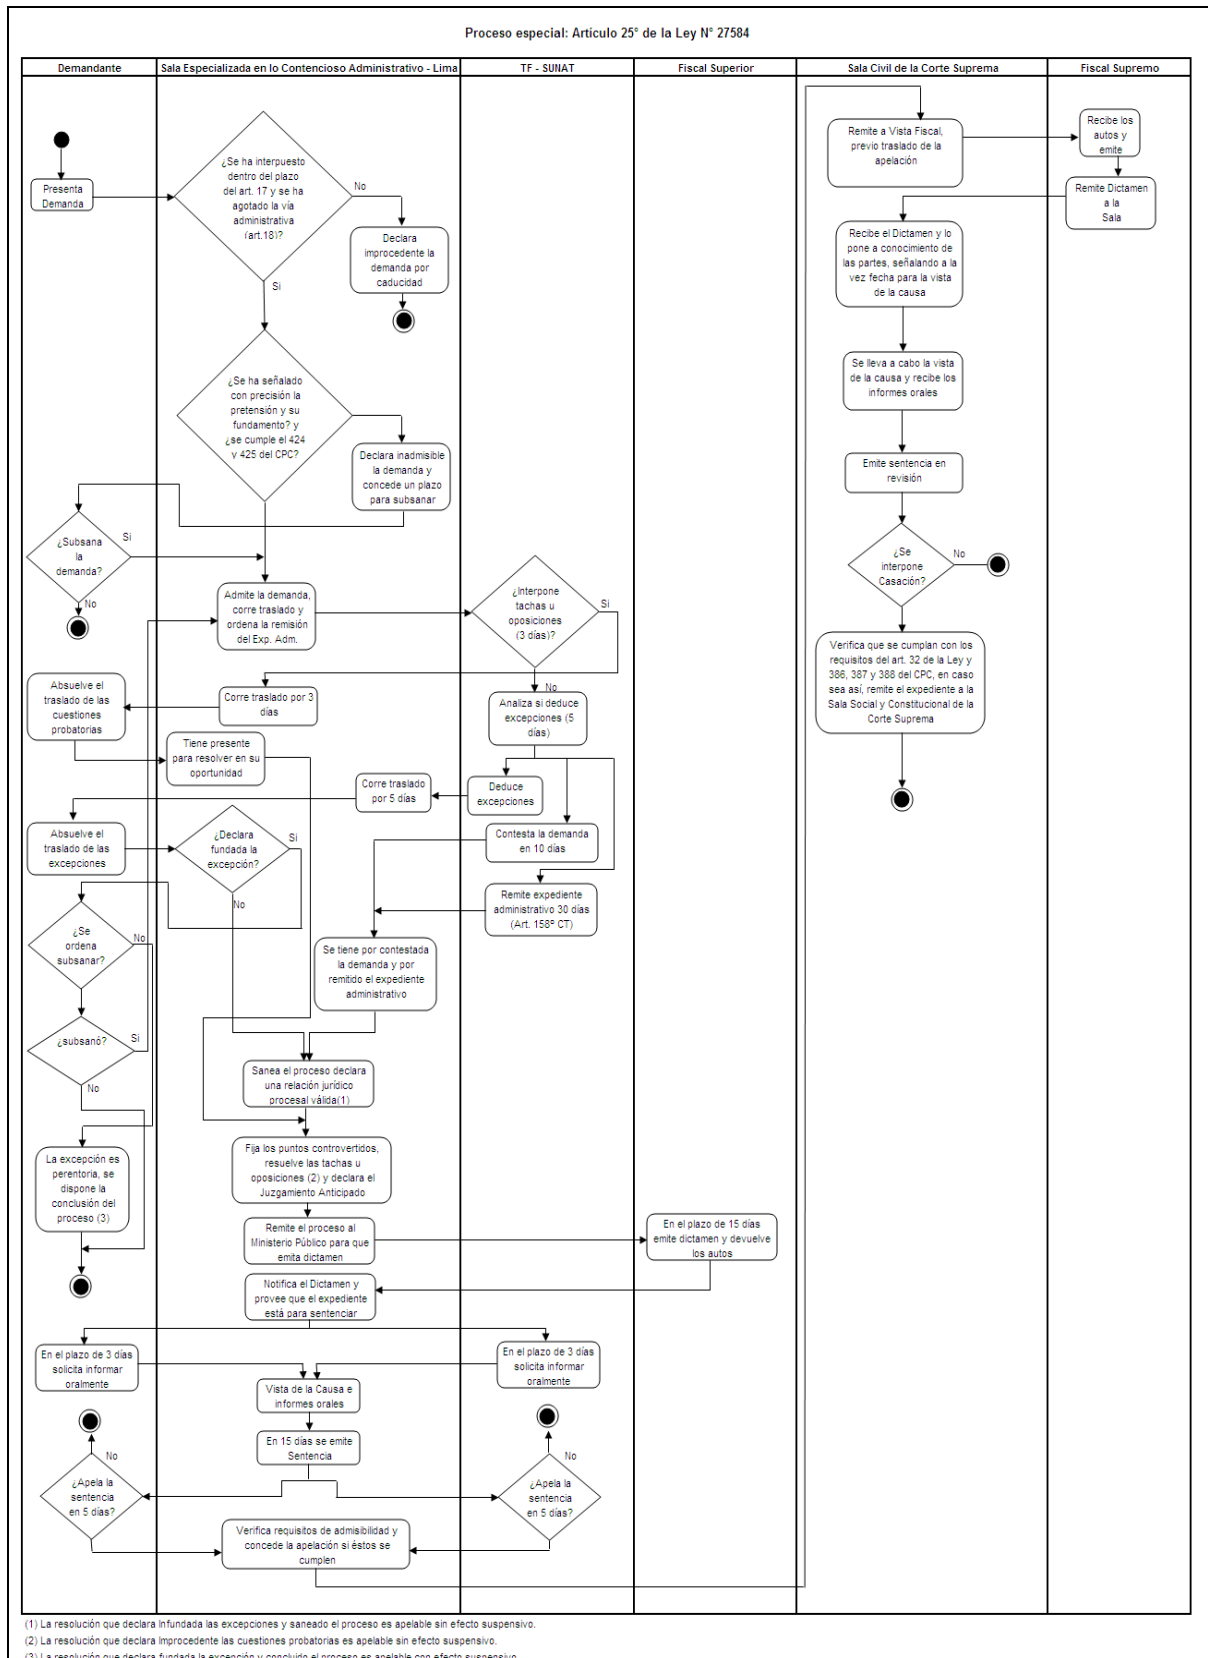 Proceso especial: Artículo 25° de la Ley N° 27584
Demandante
Sala Especializada en lo Contencioso Administrativo - Lima
TF - SUNAT
Fiscal Superior
Sala Civil de la Corte Suprema
Fiscal Supremo
Presenta
Demanda
¿Se ha interpuesto
dentro del plazo
del art. 17 y se ha
agotado la vía
administrativa
(art.18)?
No
Si
Declara
improcedente la
demanda por
caducidad
¿Se ha señalado
con precisión la
pretensión y su
fundamento? y
¿se cumple el 424
y 425 del CPC?
Declara inadmisible
la demanda y
concede un plazo
para subsanar
¿Subsana
la
demanda?
Si
No
Admite la demanda,
corre traslado y
ordena la remisión
del Exp. Adm.
¿Interpone
tachas u
oposiciones
(3 días)?
Si
No
Corre traslado por 3
días
Absuelve el
traslado de las
cuestiones
probatorias
Tiene presente
para resolver en su
oportunidad
Analiza si deduce
excepciones (5
días)
Deduce
excepciones
Corre traslado
por 5 días
Absuelve el
traslado de las
excepciones
¿Declara
fundada la
excepción?
Si
No
Contesta la demanda
en 10 días
Remite expediente
administrativo 30 días
(Art. 158º CT)
Se tiene por contestada
la demanda y por
remitido el expediente
administrativo
¿Se
ordena
subsanar?
No
¿subsanó?
Si
No
Sanea el proceso declara
una relación jurídico
procesal válida(1)
Fija los puntos controvertidos,
resuelve las tachas u
oposiciones (2) y declara el
Juzgamiento Anticipado
La excepción es
perentoria, se
dispone la
conclusión del
proceso (3)
Remite el proceso al
Ministerio Público para que
emita dictamen
En el plazo de 15 días
emite dictamen y devuelve
los autos
Notifica el Dictamen y
provee que el expediente
está para sentenciar
En el plazo de 3 días
solicita informar
oralmente
En el plazo de 3 días
solicita informar
oralmente
Vista de la Causa e
informes orales
En 15 días se emite
Sentencia
No
¿Apela la
sentencia
en 5 días?
No
¿Apela la
sentencia
en 5 días?
Verifica requisitos de admisibilidad y
concede la apelación si éstos se
cumplen
Remite a Vista Fiscal,
previo traslado de la
apelación
Recibe los
autos y
emite
Remite Dictamen
a la
Sala
Recibe el Dictamen y lo
pone a conocimiento de
las partes, señalando a la
vez fecha para la vista
de la causa
Se lleva a cabo la vista
de la causa y recibe los
informes orales
Emite sentencia en
revisión
¿Se
interpone
Casación?
No
Verifica que se cumplan con los
requisitos del art. 32 de la Ley y
386, 387 y 388 del CPC, en caso
sea así, remite el expediente a la
Sala Social y Constitucional de la
Corte Suprema
(1) La resolución que declara Infundada las excepciones y saneado el proceso es apelable sin efecto suspensivo.
(2) La resolución que declara Improcedente las cuestiones probatorias es apelable sin efecto suspensivo.
(3) La resolución que declara fundada la excepción y concluido el proceso es apelable con efecto suspensivo.